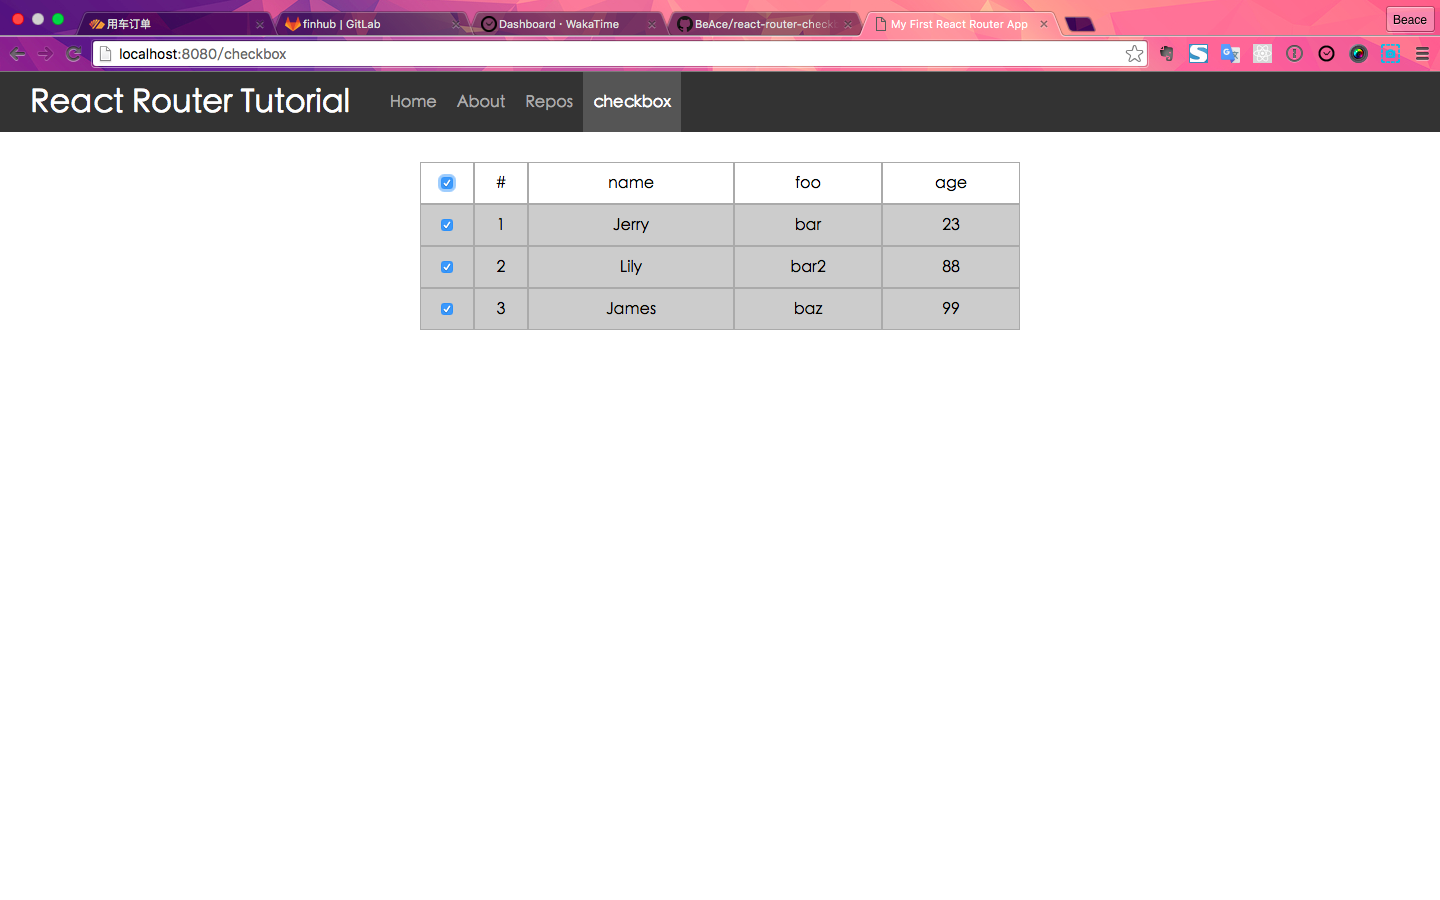 用车订单
finhub | GitLab
Dashboard · WakaTime
BeAce/react-router-check
My First React Router App
Beace
localhost:8080/checkbox
React Router Tutorial Home About Repos checkbox
# name foo age
1 Jerry bar 23
2 Lily bar2 88
3 James baz 99